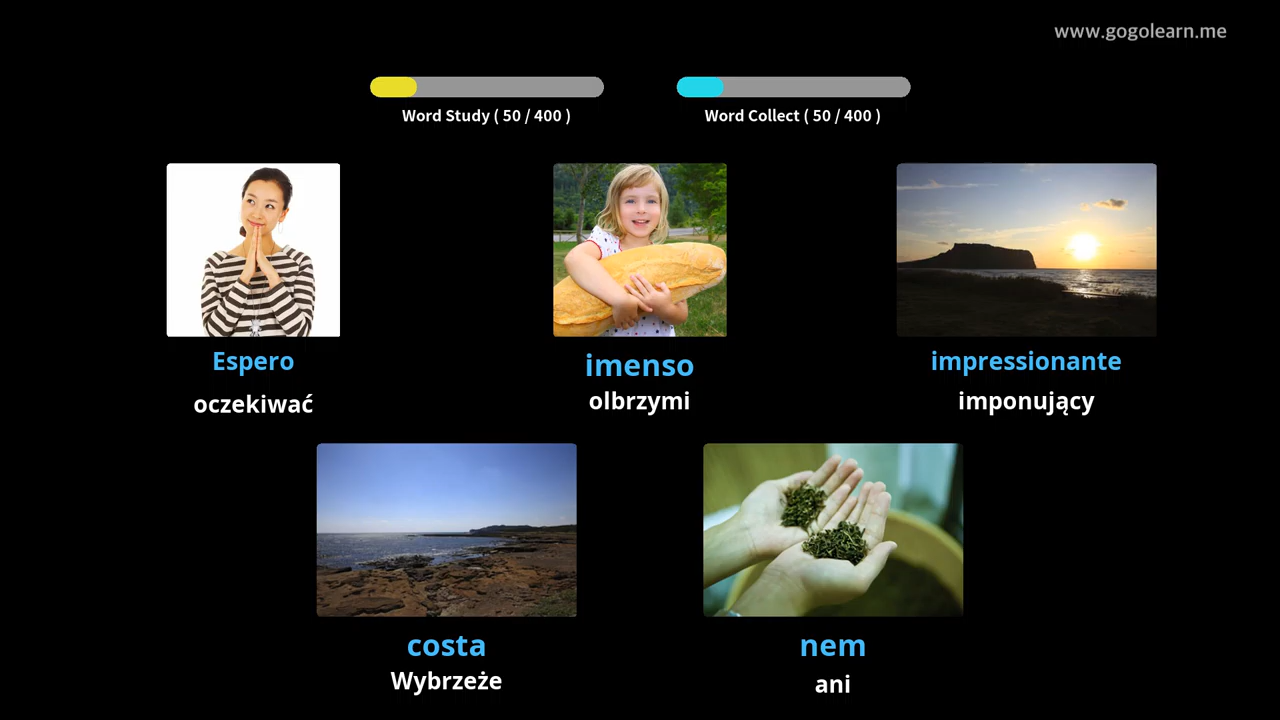 www.gogolearn.me
Word Study ( 50 / 400 )
Word Collect ( 50 / 400 )
Espero
oczekiwać
imenso
olbrzymi
impressionante
imponujący
costa
Wybrzeże
nem
ani